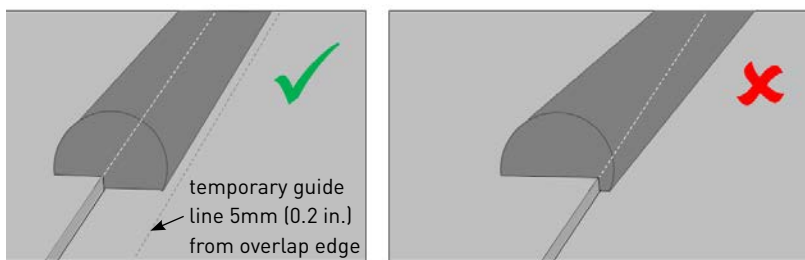 temporary guide
line 5mm (0.2 in.)
from overlap edge